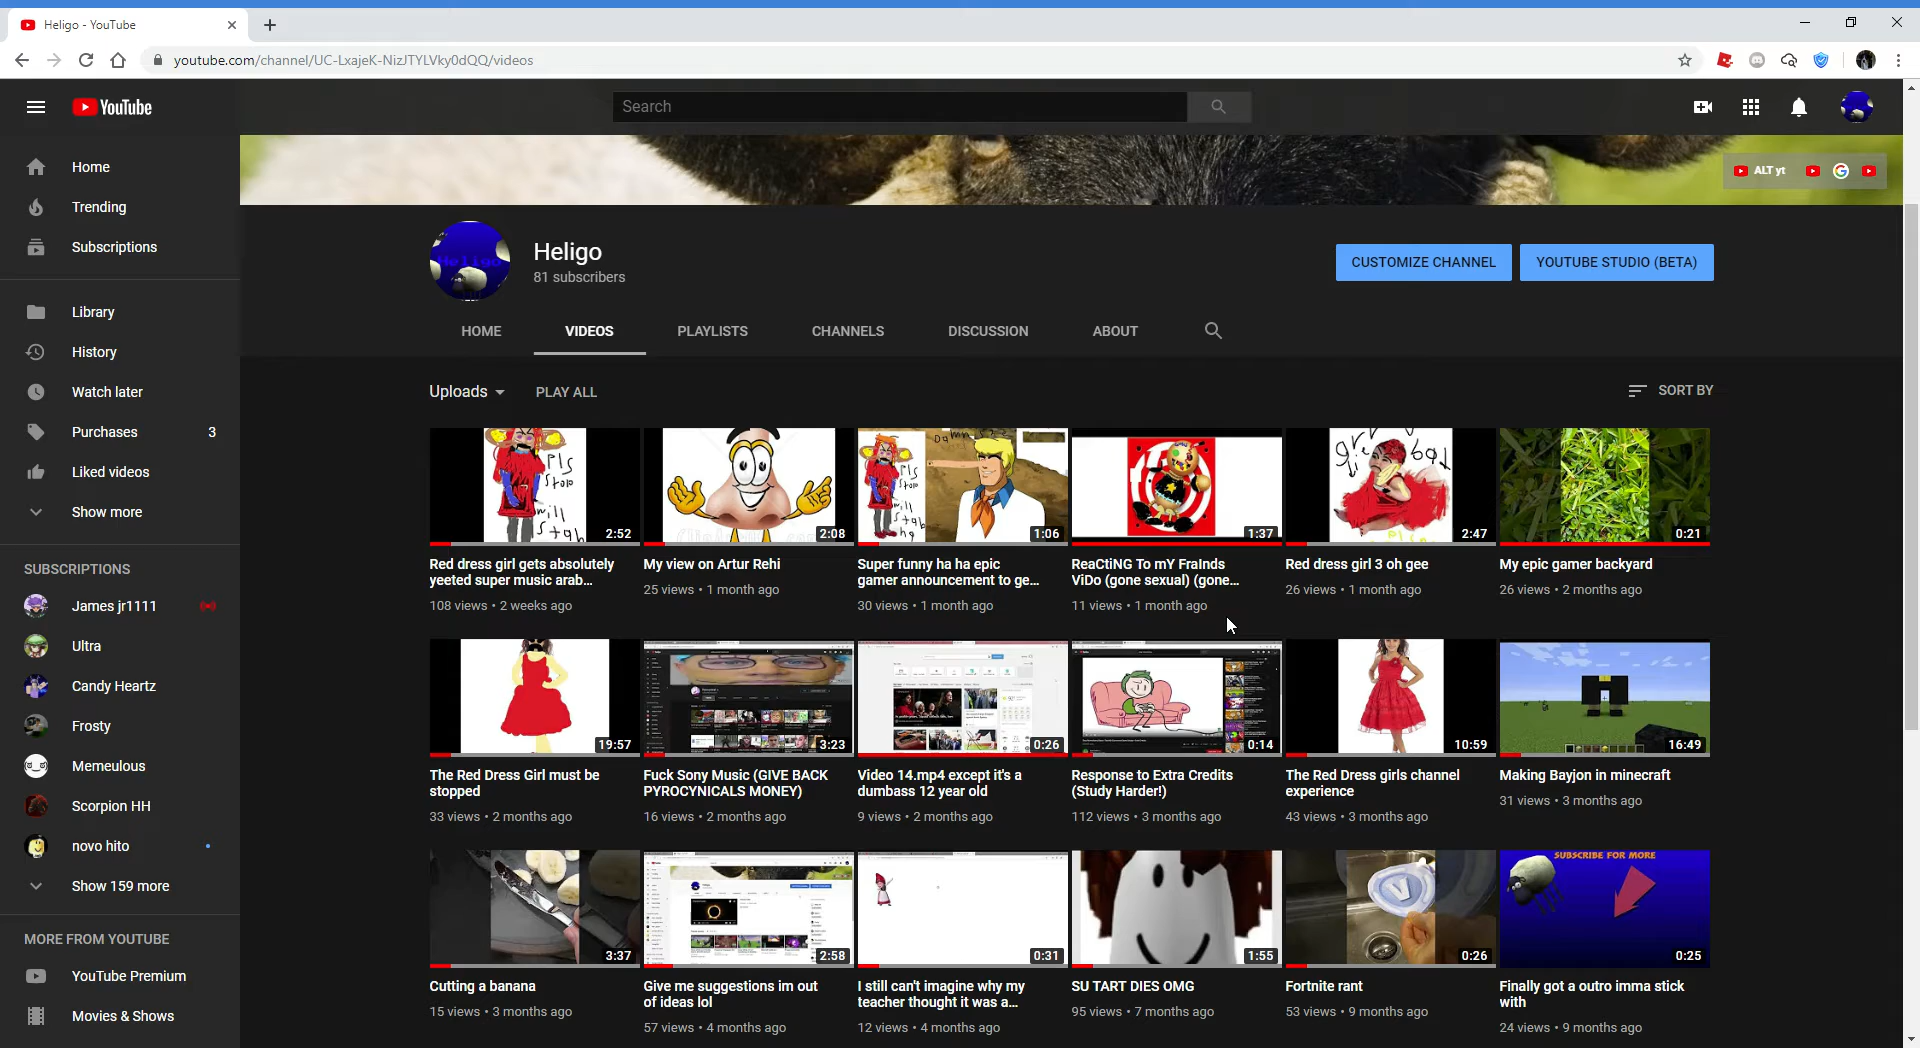 Heligo - YouTube
youtube.com/channel/UC-LxajeK-NizJTYLVky0dQQ/videos
YouTube
Search
ALT yt
Home
Trending
Subscriptions
Library
History
Watch later
Purchases 3
Liked videos
Show more
SUBSCRIPTIONS
James jr1111
Ultra
Candy Heartz
Frosty
Memeulous
Scorpion HH
novo hito
Show 159 more
MORE FROM YOUTUBE
YouTube Premium
Movies & Shows
Heligo
Heligo
81 subscribers
CUSTOMIZE CHANNEL
YOUTUBE STUDIO (BETA)
HOME VIDEOS PLAYLISTS CHANNELS DISCUSSION ABOUT
Uploads PLAY ALL SORT BY
Pls
Stop
will
2:52
Red dress girl gets absolutely
yeeted super music arab...
108 views • 2 weeks ago
2:08
My view on Artur Rehi
25 views • 1 month ago
Pls
Stop
will
1:06
Super funny ha ha epic
gamer announcement to ge...
30 views • 1 month ago
1:37
ReaCtiNG To mY FraInds
ViDo (gone sexual) (gone...
11 views • 1 month ago
2:47
Red dress girl 3 oh gee
26 views • 1 month ago
0:21
My epic gamer backyard
26 views • 2 months ago
19:57
The Red Dress Girl must be
stopped
33 views • 2 months ago
3:23
Fuck Sony Music (GIVE BACK
PYROCYNICALS MONEY)
16 views • 2 months ago
0:26
Video 14.mp4 except it's a
dumbass 12 year old
9 views • 2 months ago
0:14
Response to Extra Credits
(Study Harder!)
112 views • 3 months ago
10:59
The Red Dress girls channel
experience
43 views • 3 months ago
16:49
Making Bayjon in minecraft
31 views • 3 months ago
3:37
Cutting a banana
15 views • 3 months ago
2:58
Give me suggestions im out
of ideas lol
57 views • 4 months ago
0:31
I still can't imagine why my
teacher thought it was a...
12 views • 4 months ago
1:55
SU TART DIES OMG
95 views • 7 months ago
V
0:26
Fortnite rant
53 views • 9 months ago
SUBSCRIBE FOR MORE
0:25
Finally got a outro imma stick
with
24 views • 9 months ago